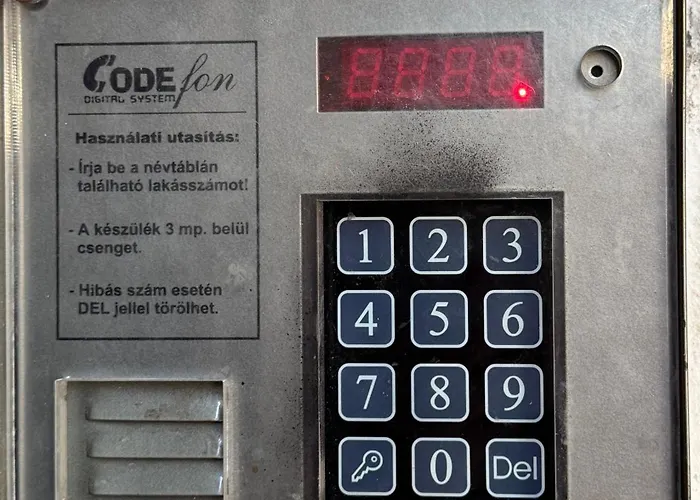 CODEfon
DIGITAL SYSTEM
Használati utasítás:
- Írja be a névtáblán
található lakásszámot!
- A készülék 3 mp. belül
csenget.
- Hibás szám esetén
DEL jellel törölhet.
1 2 3
4 5 6
7 8 9
0 Del